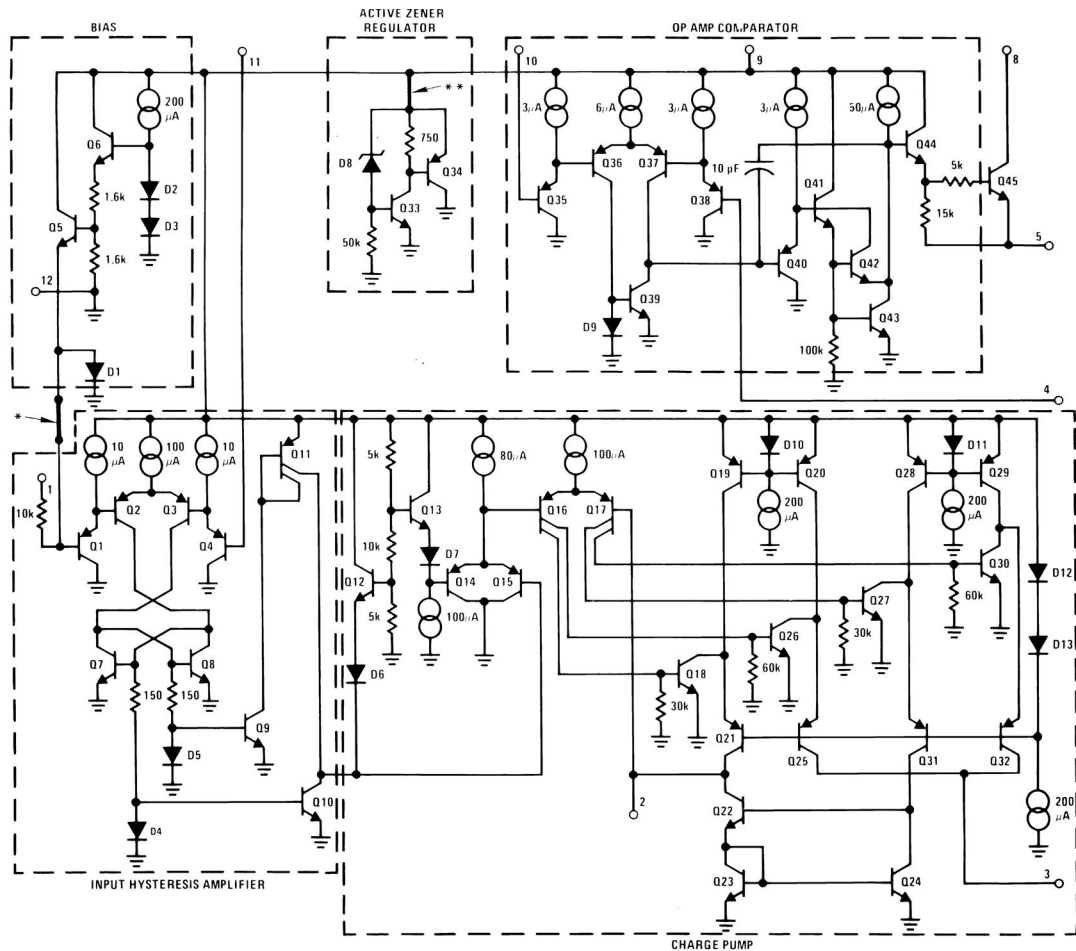 BIAS
ACTIVE ZENER
REGULATOR
OP AMP COMPARATOR
11
10
9
8
200
μA
Q6
D2
D3
1.6k
1.6k
Q5
12
D1
*
**
D8
750
Q34
Q33
50k
3μA
6μA
3μA
3μA
50μA
Q36
Q37
10 μF
Q35
Q38
Q44
5k
Q45
15k
5
Q41
Q40
Q42
Q39
D9
Q43
100k
4
10
μA
100
μA
10
μA
Q11
1
10k
Q1
Q2
Q3
Q4
Q7
Q8
150
150
Q9
D5
Q10
D4
INPUT HYSTERESIS AMPLIFIER
5k
80μA
100μA
Q13
10k
D7
Q12
5k
D6
Q14
Q15
100μA
Q16
Q17
Q19
D10
Q20
200
μA
Q28
D11
Q29
200
μA
Q30
60k
D12
Q27
30k
D13
Q26
60k
Q18
30k
Q21
Q25
Q31
Q32
2
Q22
200
μA
Q23
Q24
3
CHARGE PUMP